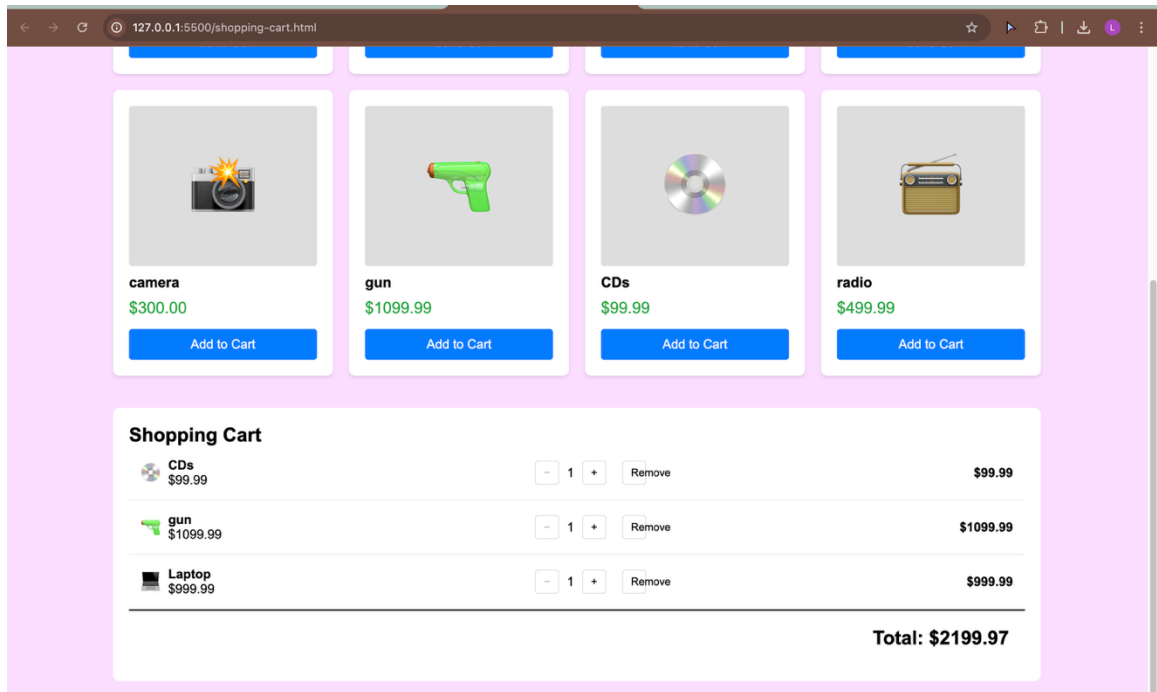 127.0.0.1:5500/shopping-cart.html
L
camera
gun
CDs
radio
$300.00
$1099.99
$99.99
$499.99
Add to Cart
Add to Cart
Add to Cart
Add to Cart
Shopping Cart
CDs
$99.99
− 1 + Remove
$99.99
gun
$1099.99
− 1 + Remove
$1099.99
Laptop
$999.99
− 1 + Remove
$999.99
Total: $2199.97